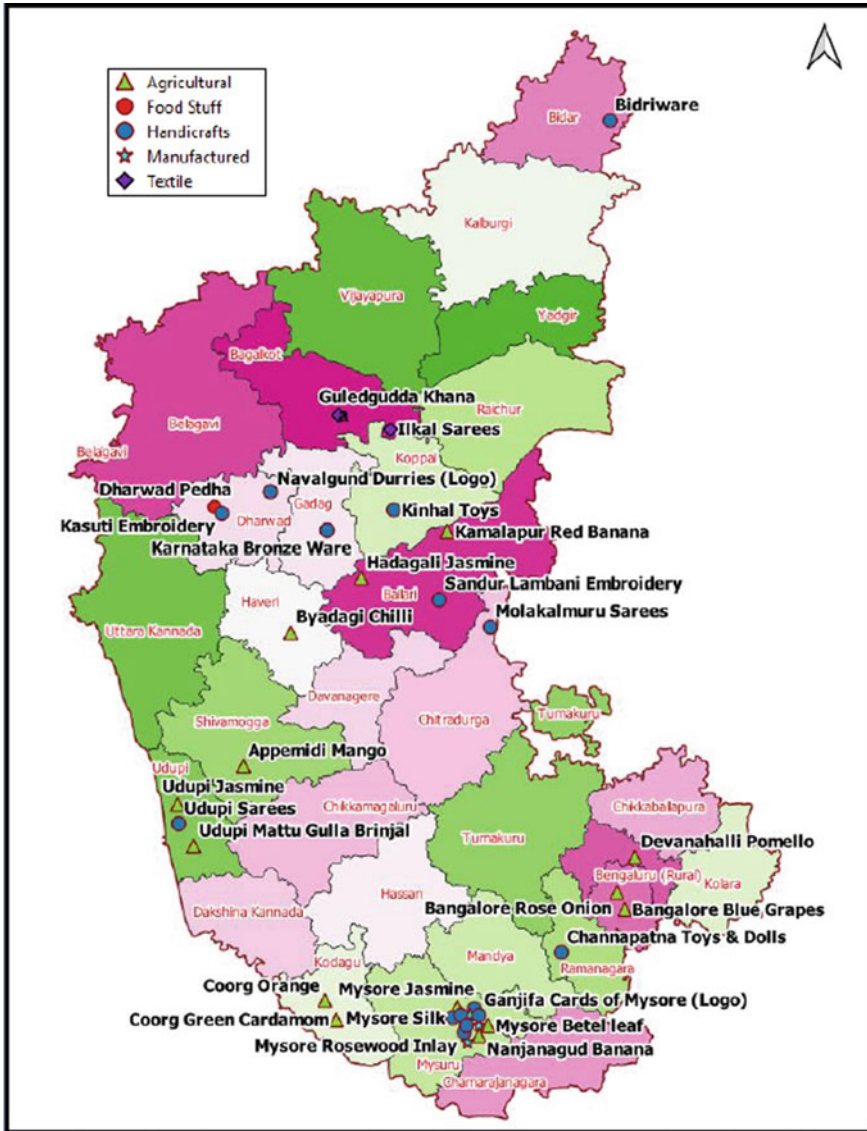 Agricultural
Food Stuff
Handicrafts
Manufactured
Textile
Bidar
Bidriware
Kalburgi
Vijayapura
Yadgir
Bagalkot
Guledgudda Khana
Raichur
Ilkal Sarees
Belagavi
Belagavi
Koppal
Navalgund Durries (Logo)
Dharwad Pedha
Gadag
Kinhal Toys
Kasuti Embroidery
Dharwad
Kamalapur Red Banana
Karnataka Bronze Ware
Hadagali Jasmine
Ballari
Sandur Lambani Embroidery
Haveri
Byadagi Chilli
Molakalmuru Sarees
Uttara Kannada
Davanagere
Chitradurga
Tumakuru
Shivamogga
Appemidi Mango
Udupi
Udupi Jasmine
Udupi Sarees
Chikkamagaluru
Chikkaballapura
Udupi Mattu Gulla Brinjal
Tumakuru
Devanahalli Pomello
Bengaluru (Rural)
Kolara
Hassan
Dakshina Kannada
Bangalore Rose Onion
Bangalore Blue Grapes
Channapatna Toys & Dolls
Mandya
Kodagu
Ramanagara
Coorg Orange
Mysore Jasmine
Ganjifa Cards of Mysore (Logo)
Coorg Green Cardamom
Mysore Silk
Mysore Betel leaf
Mysore Rosewood Inlay
Nanjanagud Banana
Mysuru
Chamarajanagara